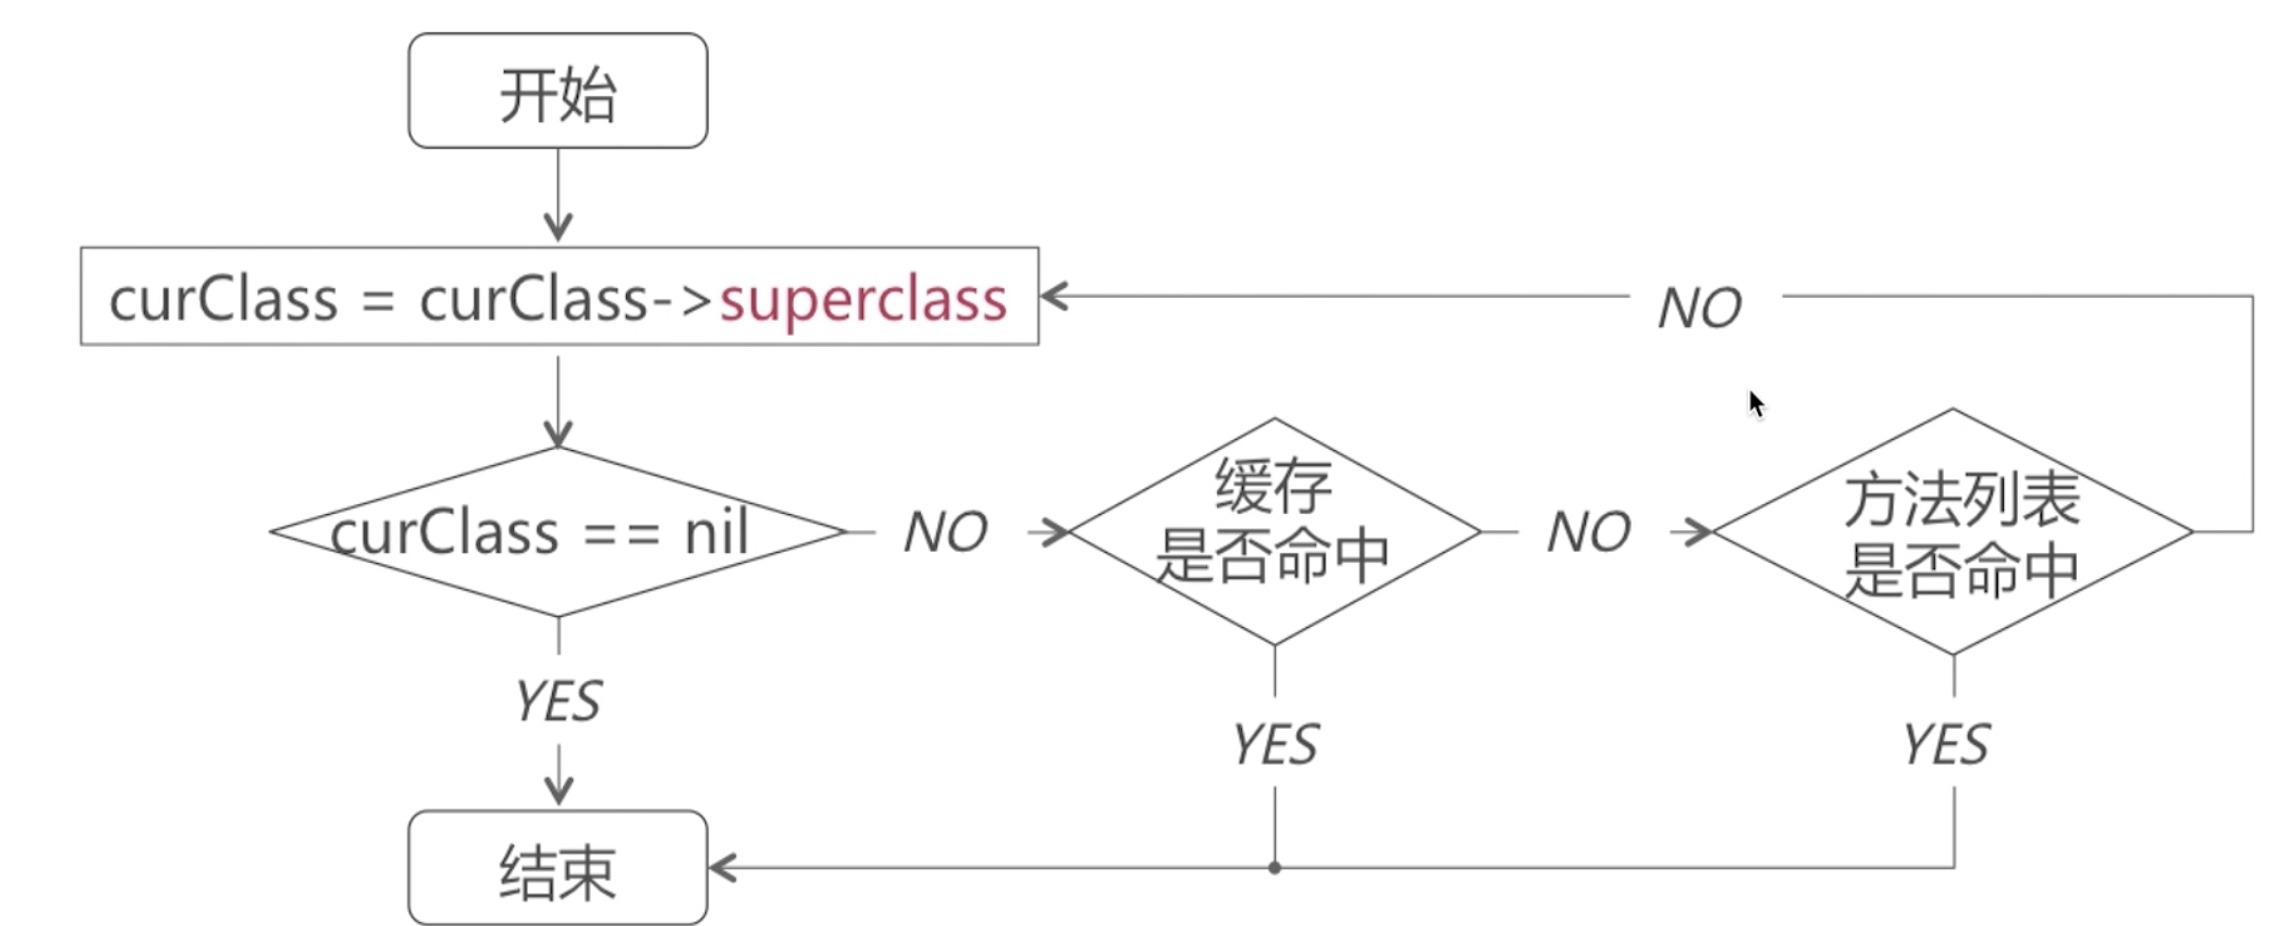 开始
curClass = curClass->superclass
NO
curClass == nil
NO
缓存
是否命中
NO
方法列表
是否命中
YES
YES
YES
结束